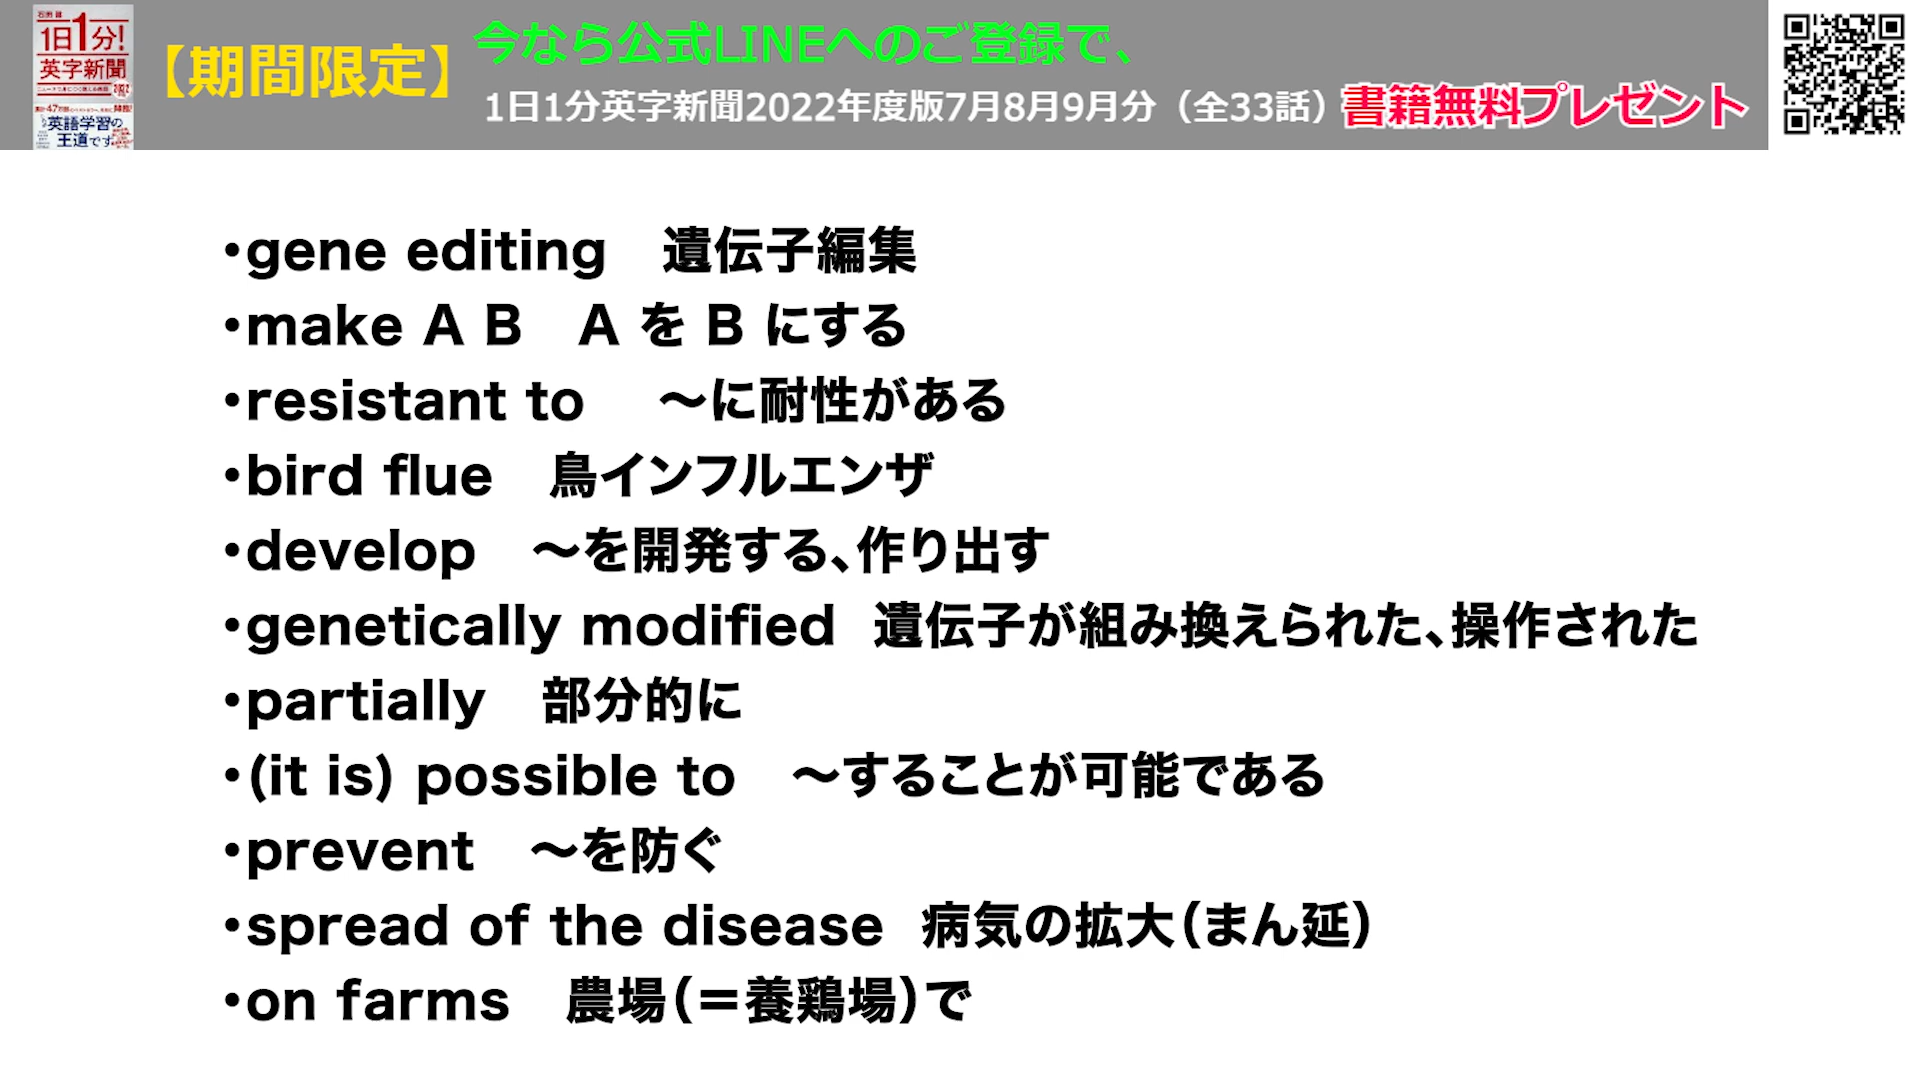 石田 健
1日1分!
英字新聞
2022
47万部
英語学習の
王道です
【期間限定】
今なら公式LINEへのご登録で、
1日1分英字新聞2022年度版7月8月9月分（全33話）書籍無料プレゼント
・gene editing　遺伝子編集
・make A B　A を B にする
・resistant to　～に耐性がある
・bird flue　鳥インフルエンザ
・develop　～を開発する、作り出す
・genetically modified　遺伝子が組み換えられた、操作された
・partially　部分的に
・(it is) possible to　～することが可能である
・prevent　～を防ぐ
・spread of the disease　病気の拡大（まん延）
・on farms　農場（＝養鶏場）で